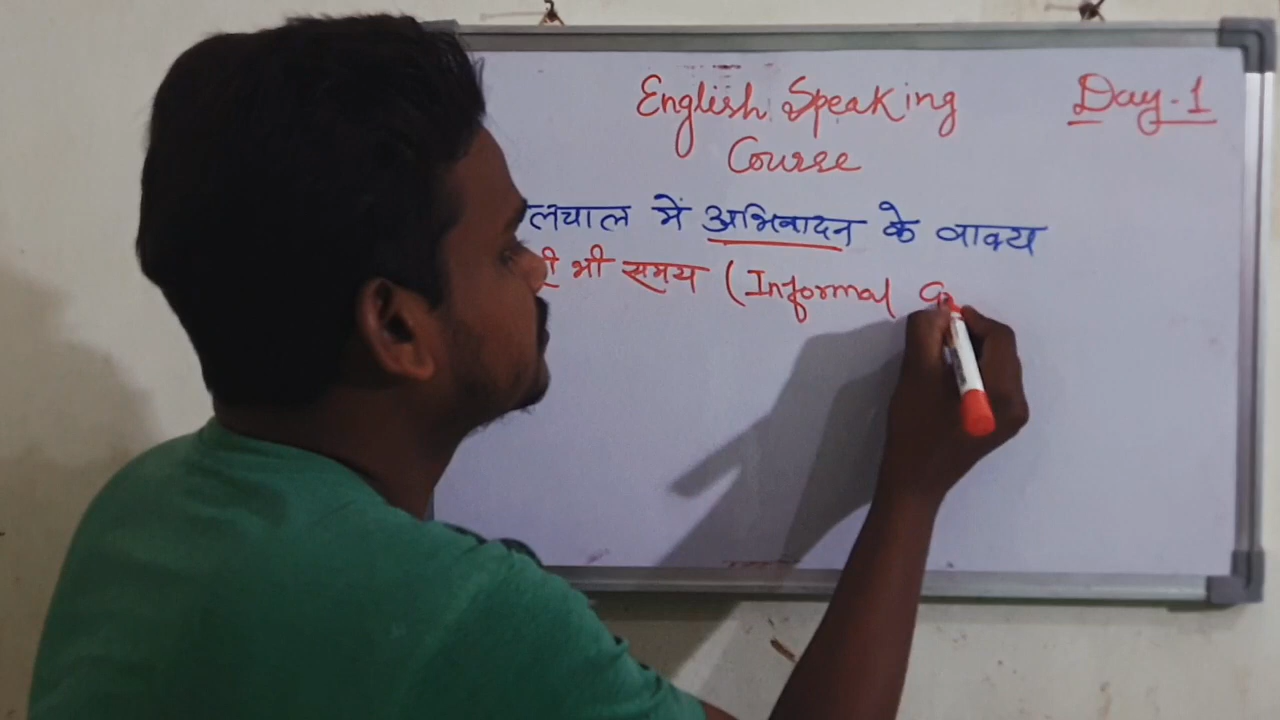 English Speaking Day-1
Course
लचाल में अभिवादन के वाक्य
ी भी समय (Informal G